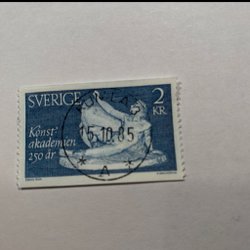 SVERIGE 2
KR
Konst-
akademien
250 år
15.10.85
A